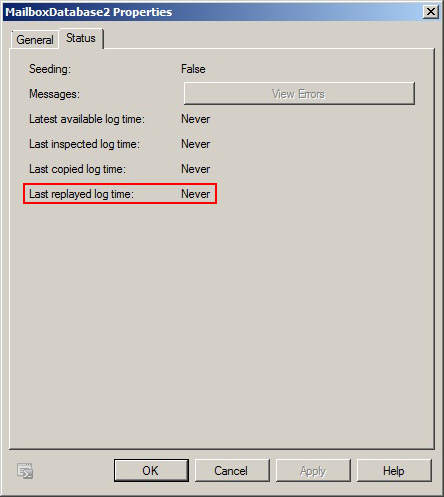 MailboxDatabase2 Properties
General Status
Seeding: False
Messages: View Errors
Latest available log time: Never
Last inspected log time: Never
Last copied log time: Never
Last replayed log time: Never
OK Cancel Apply Help